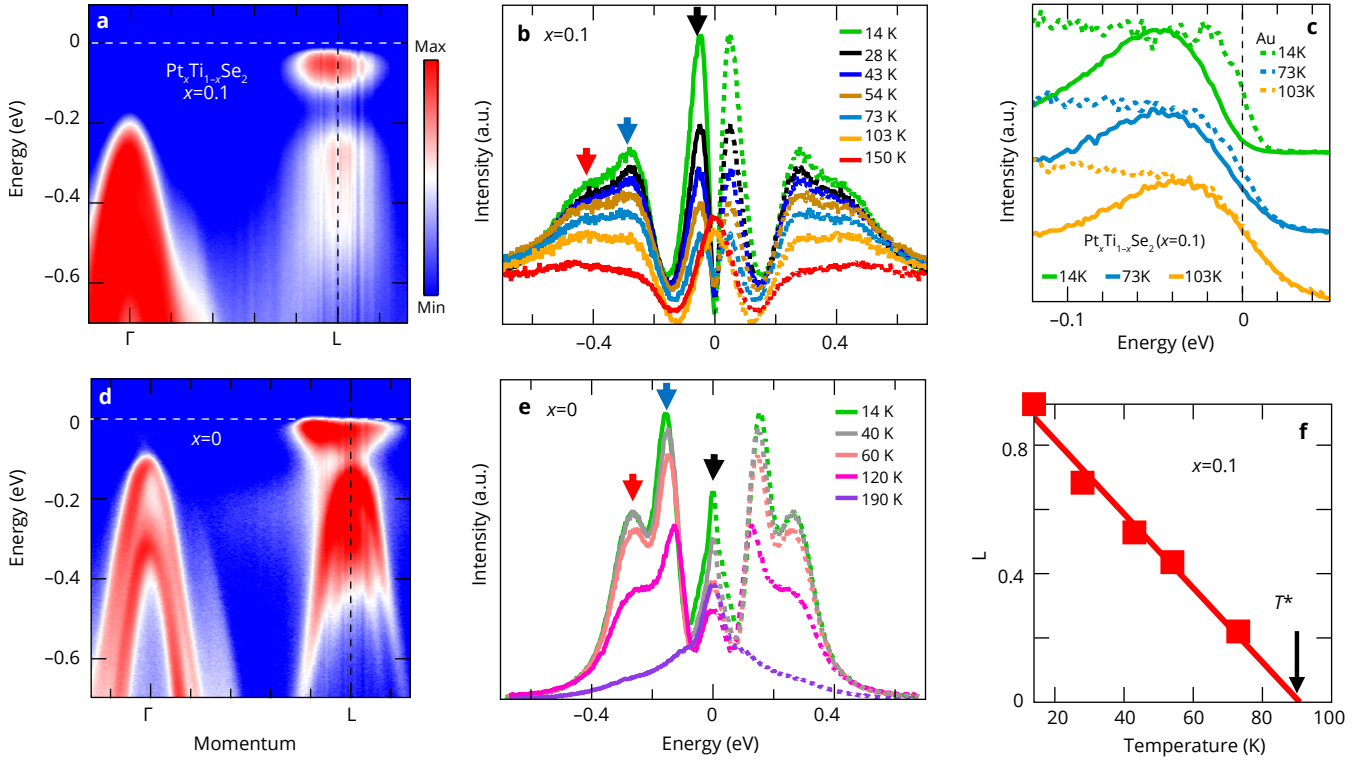 a
0
−0.2
−0.4
−0.6
Energy (eV)
PtₓTi₁₋ₓSe₂
x=0.1
Γ
L
Max
Min
b
x=0.1
14 K
28 K
43 K
54 K
73 K
103 K
150 K
Intensity (a.u.)
−0.4
0
0.4
c
Au
14K
73K
103K
Intensity (a.u.)
PtₓTi₁₋ₓSe₂ (x=0.1)
14K
73K
103K
−0.1
0
Energy (eV)
d
x=0
0
−0.2
−0.4
−0.6
Energy (eV)
Γ
L
Momentum
e
x=0
14 K
40 K
60 K
120 K
190 K
Intensity (a.u.)
−0.4
0
0.4
Energy (eV)
f
x=0.1
0.8
0.4
0
L
T*
20
40
60
80
100
Temperature (K)